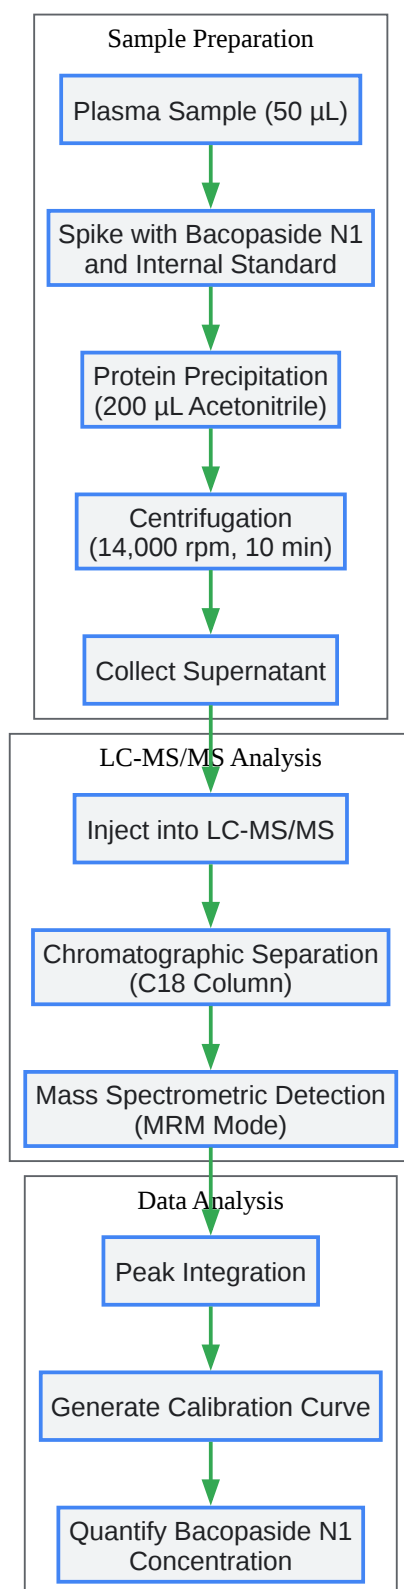 Sample Preparation
Plasma Sample (50 µL)
Spike with Bacopaside N1
and Internal Standard
Protein Precipitation
(200 µL Acetonitrile)
Centrifugation
(14,000 rpm, 10 min)
Collect Supernatant
LC-MS/MS Analysis
Inject into LC-MS/MS
Chromatographic Separation
(C18 Column)
Mass Spectrometric Detection
(MRM Mode)
Data Analysis
Peak Integration
Generate Calibration Curve
Quantify Bacopaside N1
Concentration